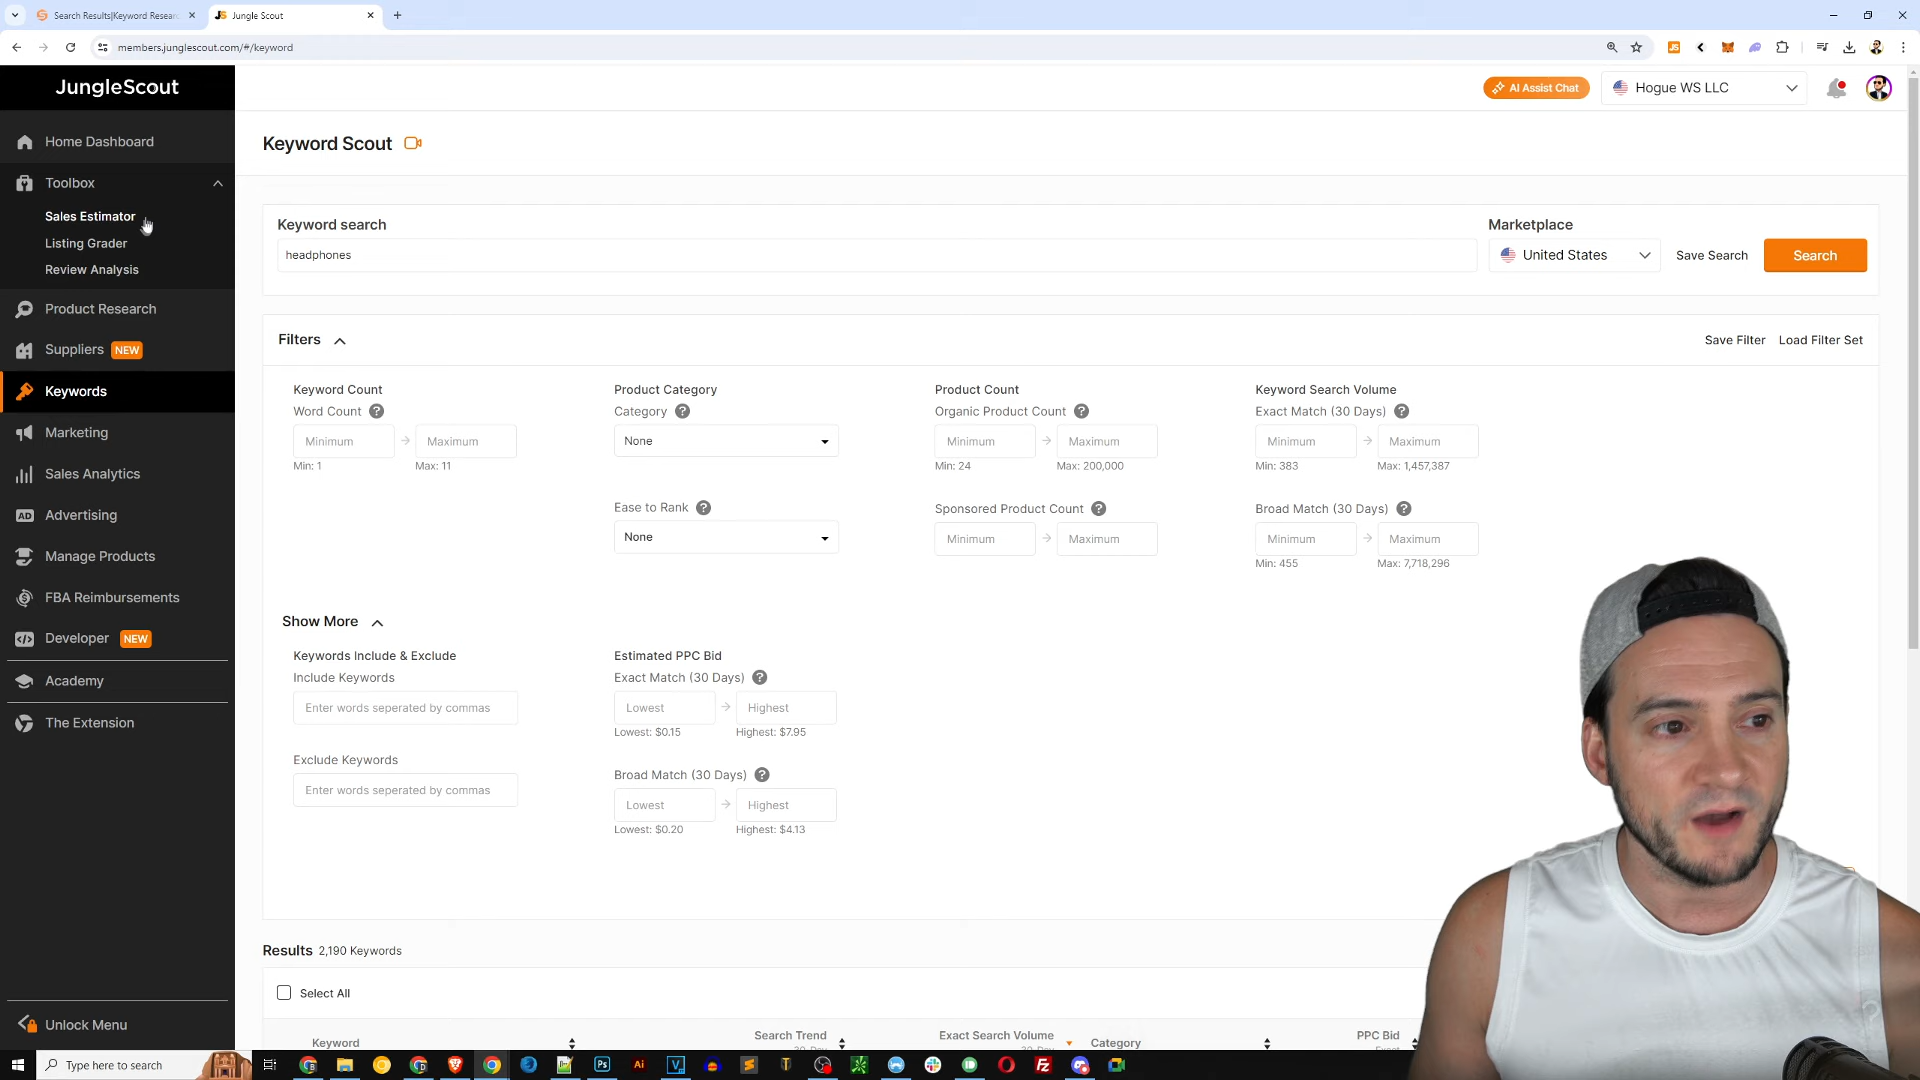 Search Results|Keyword Resear
Jungle Scout
members.junglescout.com/#/keyword
JungleScout
AI Assist Chat
Hogue WS LLC
Home Dashboard
Toolbox
Sales Estimator
Listing Grader
Review Analysis
Product Research
Suppliers NEW
Keywords
Marketing
Sales Analytics
Advertising
Manage Products
FBA Reimbursements
Developer NEW
Academy
The Extension
Unlock Menu
Keyword Scout
Keyword search
Marketplace
headphones
United States
Save Search
Search
Filters
Save Filter
Load Filter Set
Keyword Count
Word Count
Minimum
Maximum
Min: 1
Max: 11
Product Category
Category
None
Ease to Rank
None
Product Count
Organic Product Count
Minimum
Maximum
Min: 24
Max: 200,000
Sponsored Product Count
Minimum
Maximum
Keyword Search Volume
Exact Match (30 Days)
Minimum
Maximum
Min: 383
Max: 1,457,387
Broad Match (30 Days)
Minimum
Maximum
Min: 455
Max: 7,718,296
Show More
Keywords Include & Exclude
Include Keywords
Enter words seperated by commas
Exclude Keywords
Enter words seperated by commas
Estimated PPC Bid
Exact Match (30 Days)
Lowest
Highest
Lowest: $0.15
Highest: $7.95
Broad Match (30 Days)
Lowest
Highest
Lowest: $0.20
Highest: $4.13
Results 2,190 Keywords
Select All
Keyword
Search Trend
30-Day
Exact Search Volume
30-Day
Category
PPC Bid
Exact
Type here to search